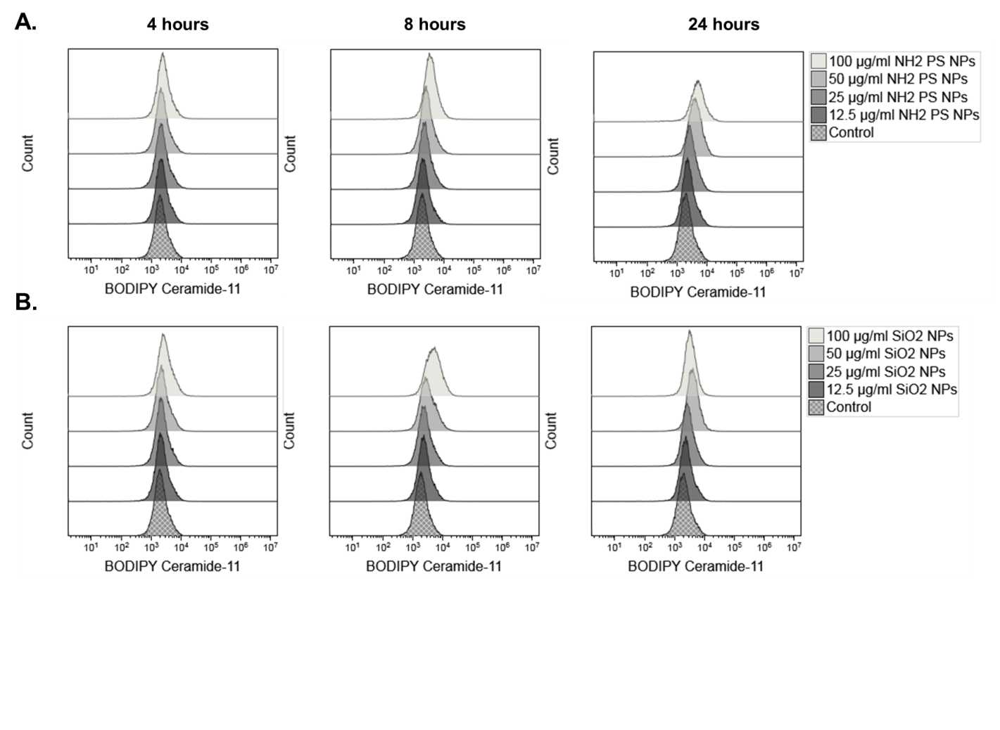 A.
4 hours
8 hours
24 hours
Count
10¹ 10² 10³ 10⁴ 10⁵ 10⁶ 10⁷
BODIPY Ceramide-11
Count
10¹ 10² 10³ 10⁴ 10⁵ 10⁶ 10⁷
BODIPY Ceramide-11
Count
10¹ 10² 10³ 10⁴ 10⁵ 10⁶ 10⁷
BODIPY Ceramide-11
100 µg/ml NH2 PS NPs
50 µg/ml NH2 PS NPs
25 µg/ml NH2 PS NPs
12.5 µg/ml NH2 PS NPs
Control
B.
Count
10¹ 10² 10³ 10⁴ 10⁵ 10⁶ 10⁷
BODIPY Ceramide-11
Count
10¹ 10² 10³ 10⁴ 10⁵ 10⁶ 10⁷
BODIPY Ceramide-11
Count
10¹ 10² 10³ 10⁴ 10⁵ 10⁶ 10⁷
BODIPY Ceramide-11
100 µg/ml SiO2 NPs
50 µg/ml SiO2 NPs
25 µg/ml SiO2 NPs
12.5 µg/ml SiO2 NPs
Control